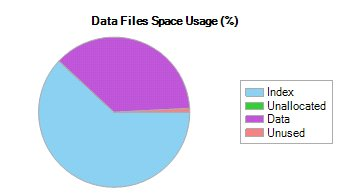 Data Files Space Usage (%)
Index
Unallocated
Data
Unused